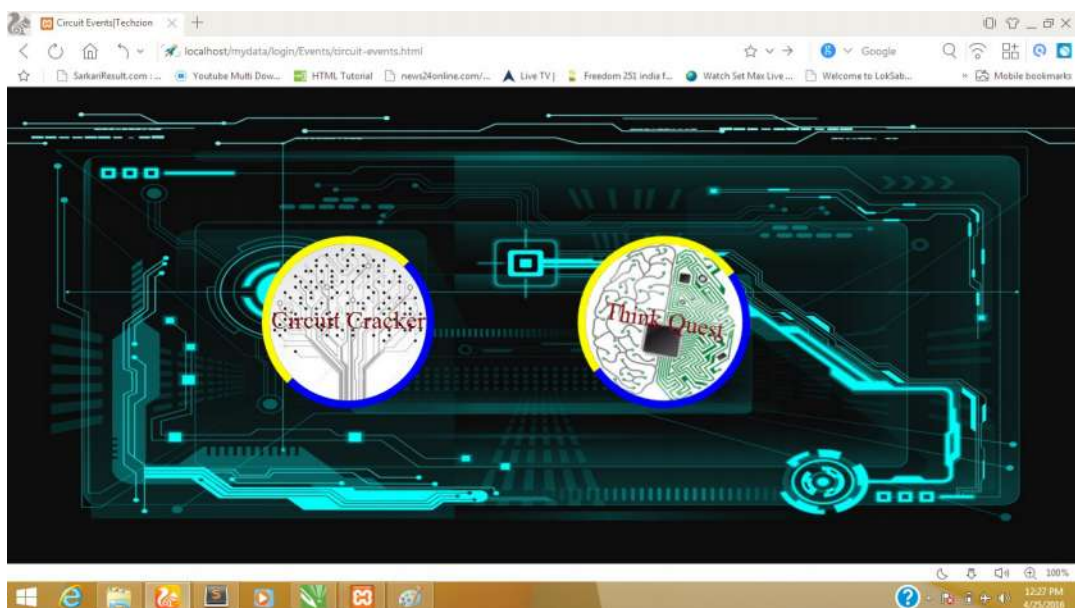 Circuit Events|Techzion
localhost/mydata/login/Events/circuit-events.html
Google
SarkariResult.com : ...
Youtube Multi Dow...
HTML Tutorial
news24online.com/...
Live TV |
Freedom 251 india f...
Watch Set Max Live ...
Welcome to LokSab...
Mobile bookmarks
Circuit Cracker
Think Quest
100%
12:27 PM
4/25/2016